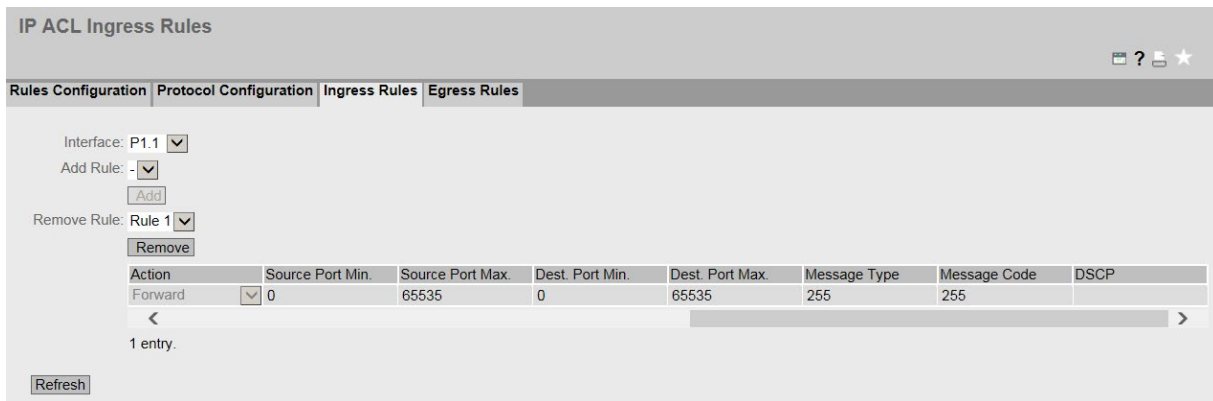 IP ACL Ingress Rules
?
Rules Configuration Protocol Configuration Ingress Rules Egress Rules
Interface: P1.1
Add Rule: -
Add
Remove Rule: Rule 1
Remove
Action Source Port Min. Source Port Max. Dest. Port Min. Dest. Port Max. Message Type Message Code DSCP
Forward 0 65535 0 65535 255 255
1 entry.
Refresh